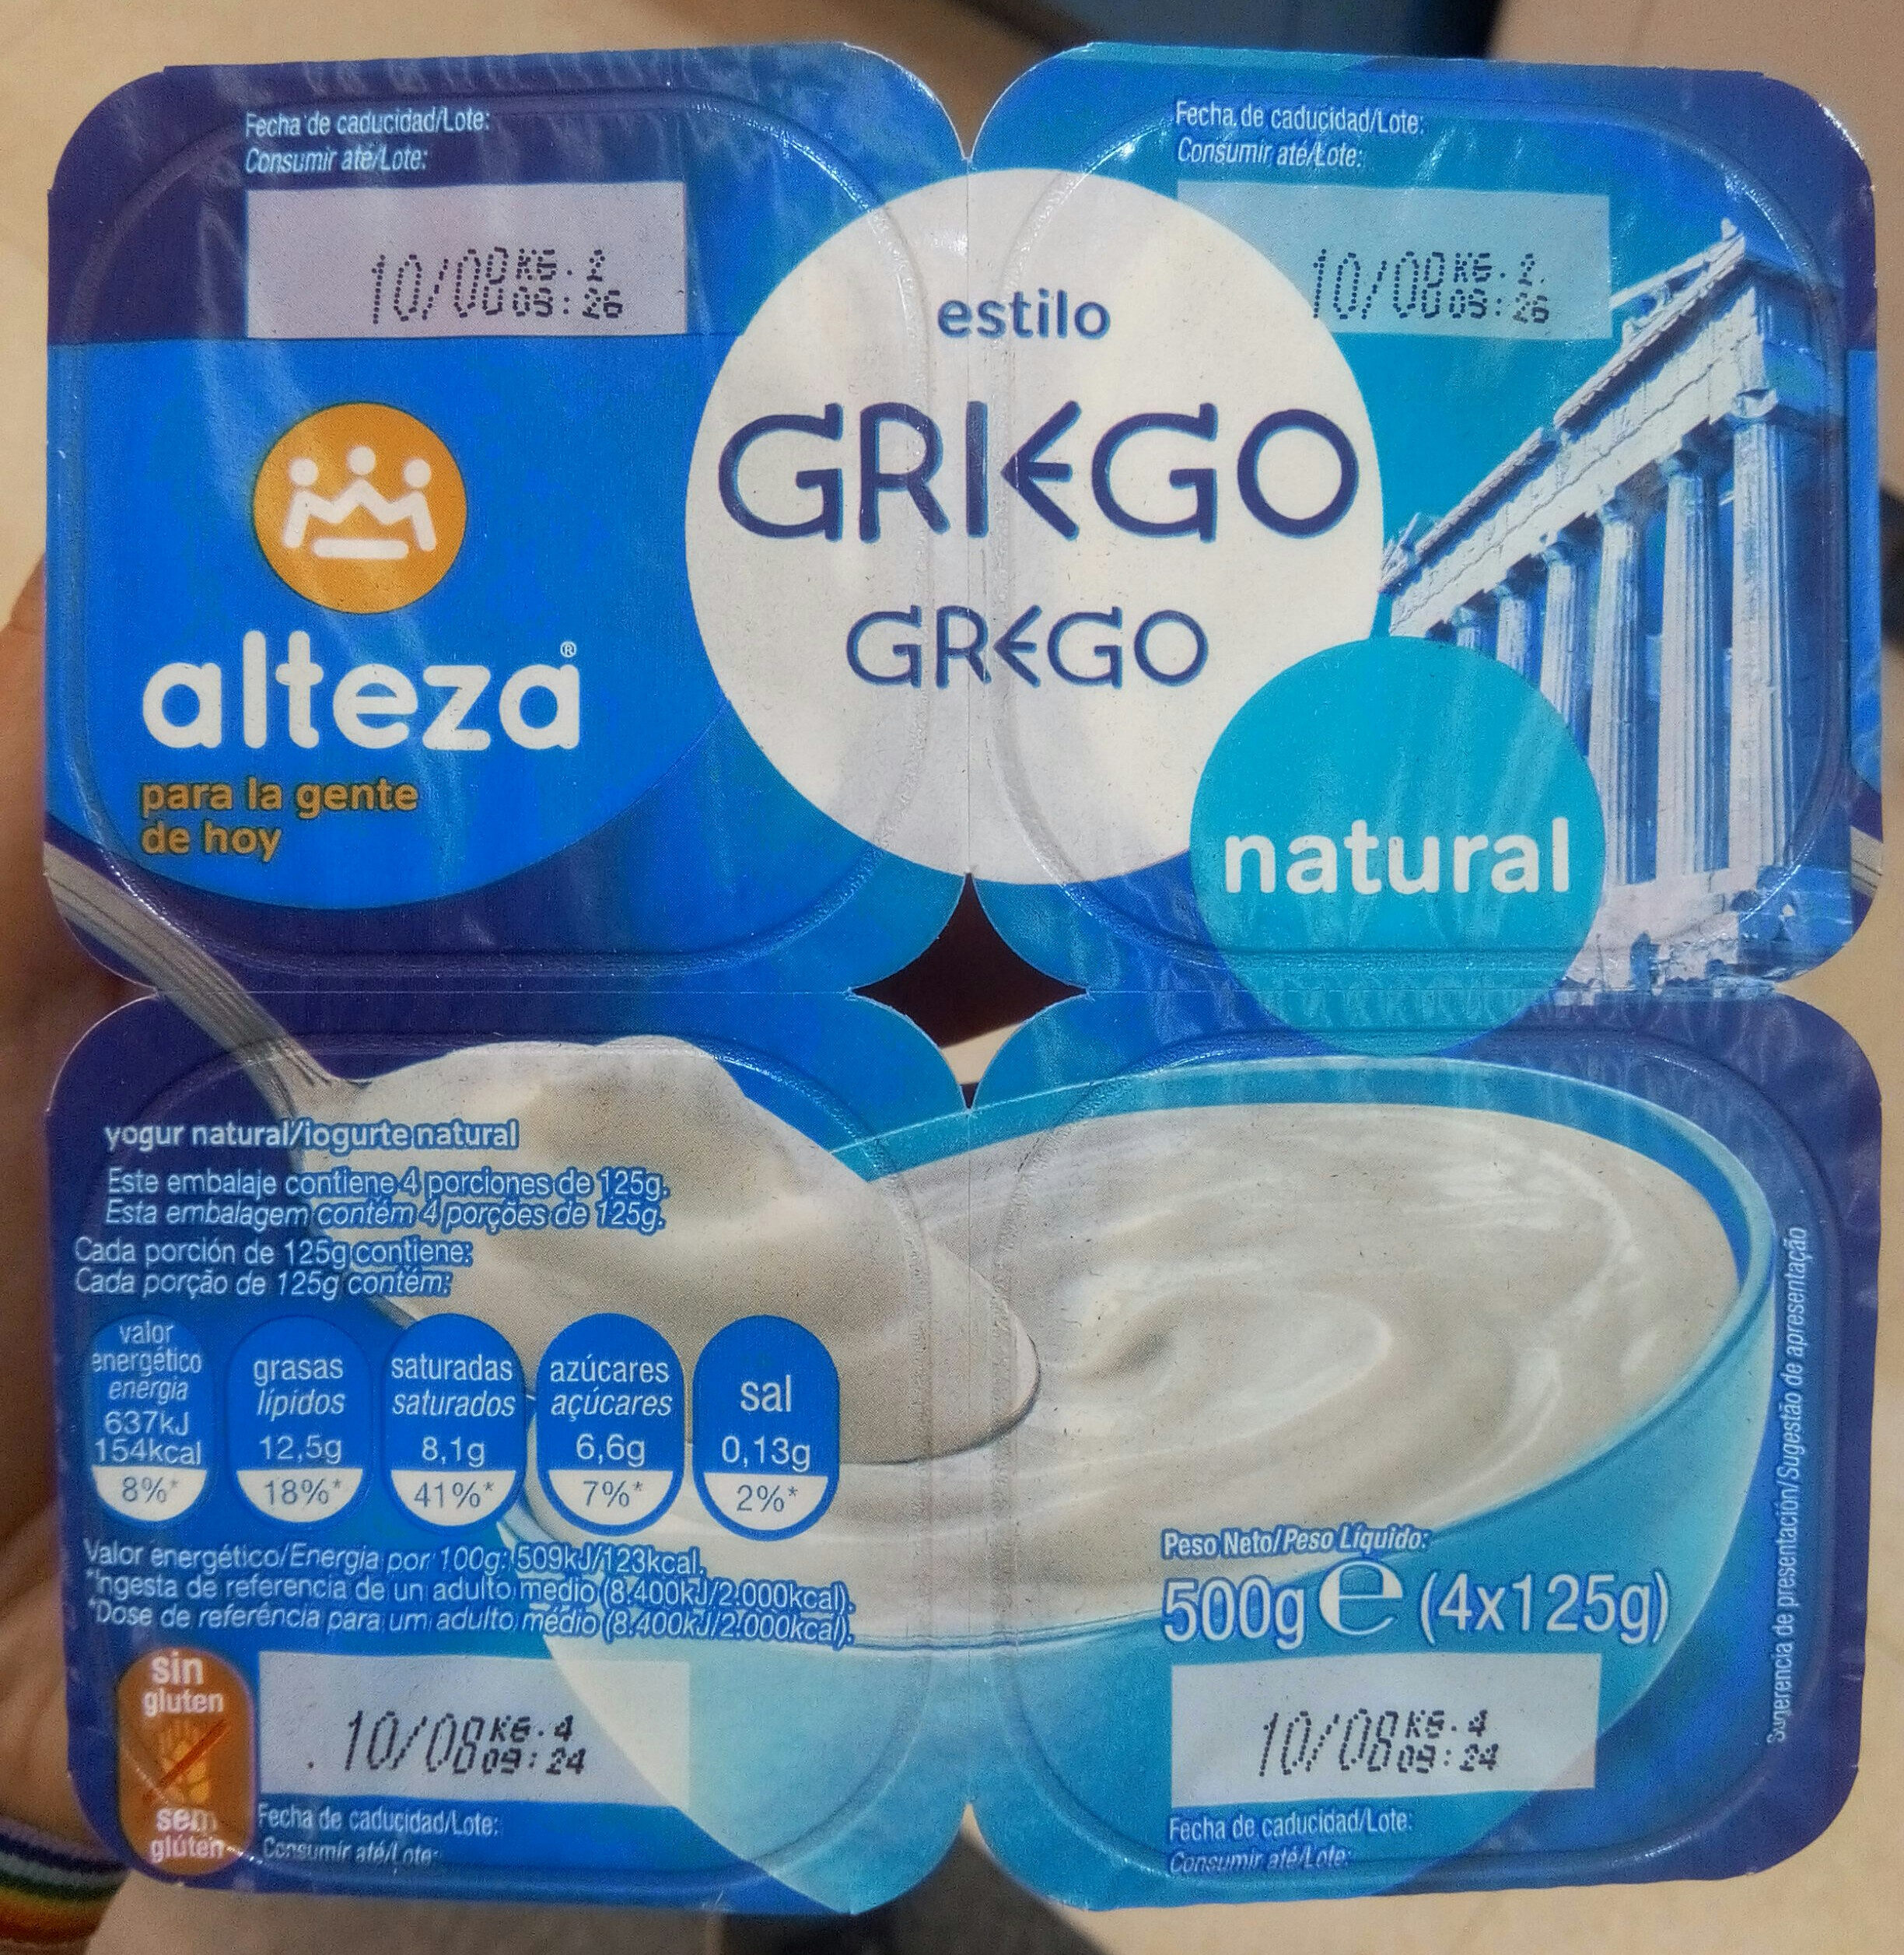 Fecha de caducidad/Lote:
Consumir até/Lote:
10/08 KG. 2
09:26
Fecha de caducidad/Lote:
Consumir até/Lote:
10/08 KG. 2
09:26
estilo
GRIEGO
GREGO
natural
alteza®
para la gente
de hoy
yogur natural/iogurte natural
Este embalaje contiene 4 porciones de 125g.
Esta embalagem contém 4 porções de 125g.
Cada porción de 125g contiene:
Cada porção de 125g contém:
valor
energético
energia
637kJ
154kcal
8%*
grasas
lípidos
12,5g
18%*
saturadas
saturados
8,1g
41%*
azúcares
açúcares
6,6g
7%*
sal
0,13g
2%*
Valor energético/Energia por 100g: 509kJ/123kcal.
*Ingesta de referencia de un adulto medio (8.400kJ/2.000kcal).
*Dose de referência para um adulto médio (8.400kJ/2.000kcal).
sin
gluten
sem
glúten
10/08 KG. 4
09:24
Fecha de caducidad/Lote:
Consumir até/Lote:
Peso Neto/Peso Líquido:
500g e (4x125g)
10/08 KG. 4
09:24
Fecha de caducidad/Lote:
Consumir até/Lote:
Sugerencia de presentación/Sugestão de apresentação